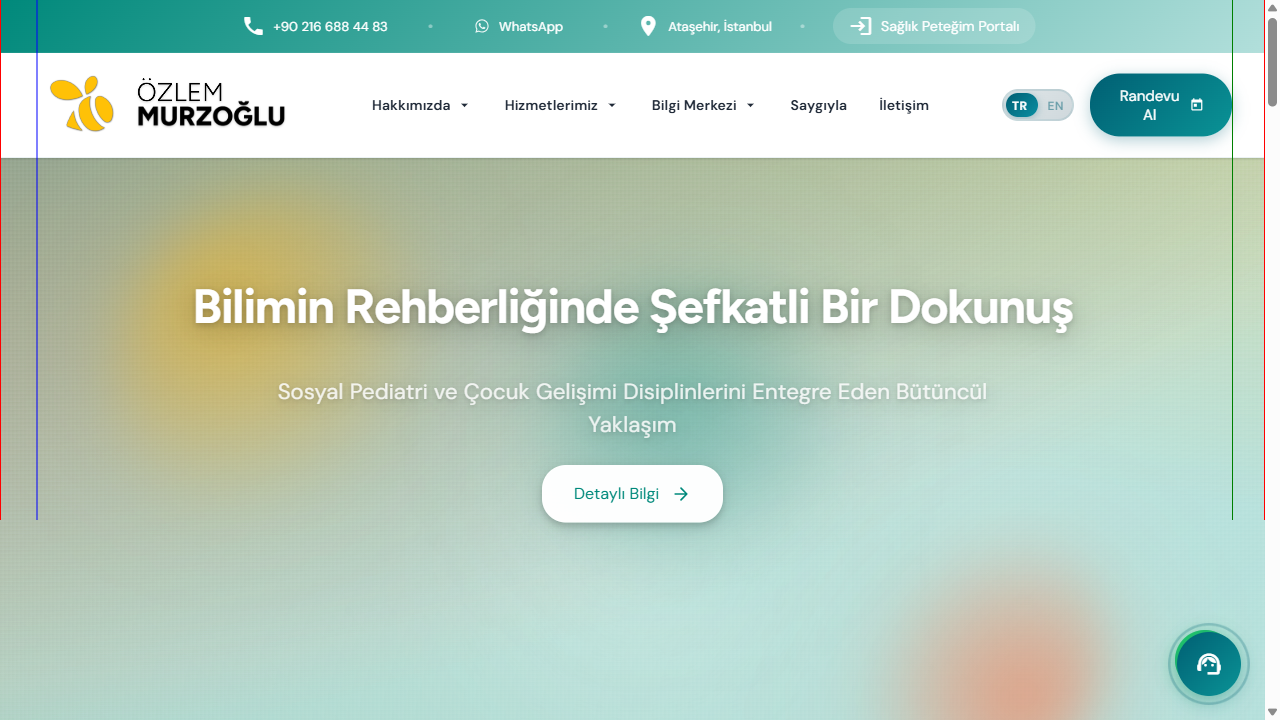 +90 216 688 44 83 • WhatsApp • Ataşehir, İstanbul • Sağlık Peteğim Portalı
ÖZLEM
MURZOĞLU
Hakkımızda Hizmetlerimiz Bilgi Merkezi Saygıyla İletişim
TR EN
Randevu
Al
Bilimin Rehberliğinde Şefkatli Bir Dokunuş
Sosyal Pediatri ve Çocuk Gelişimi Disiplinlerini Entegre Eden Bütüncül
Yaklaşım
Detaylı Bilgi